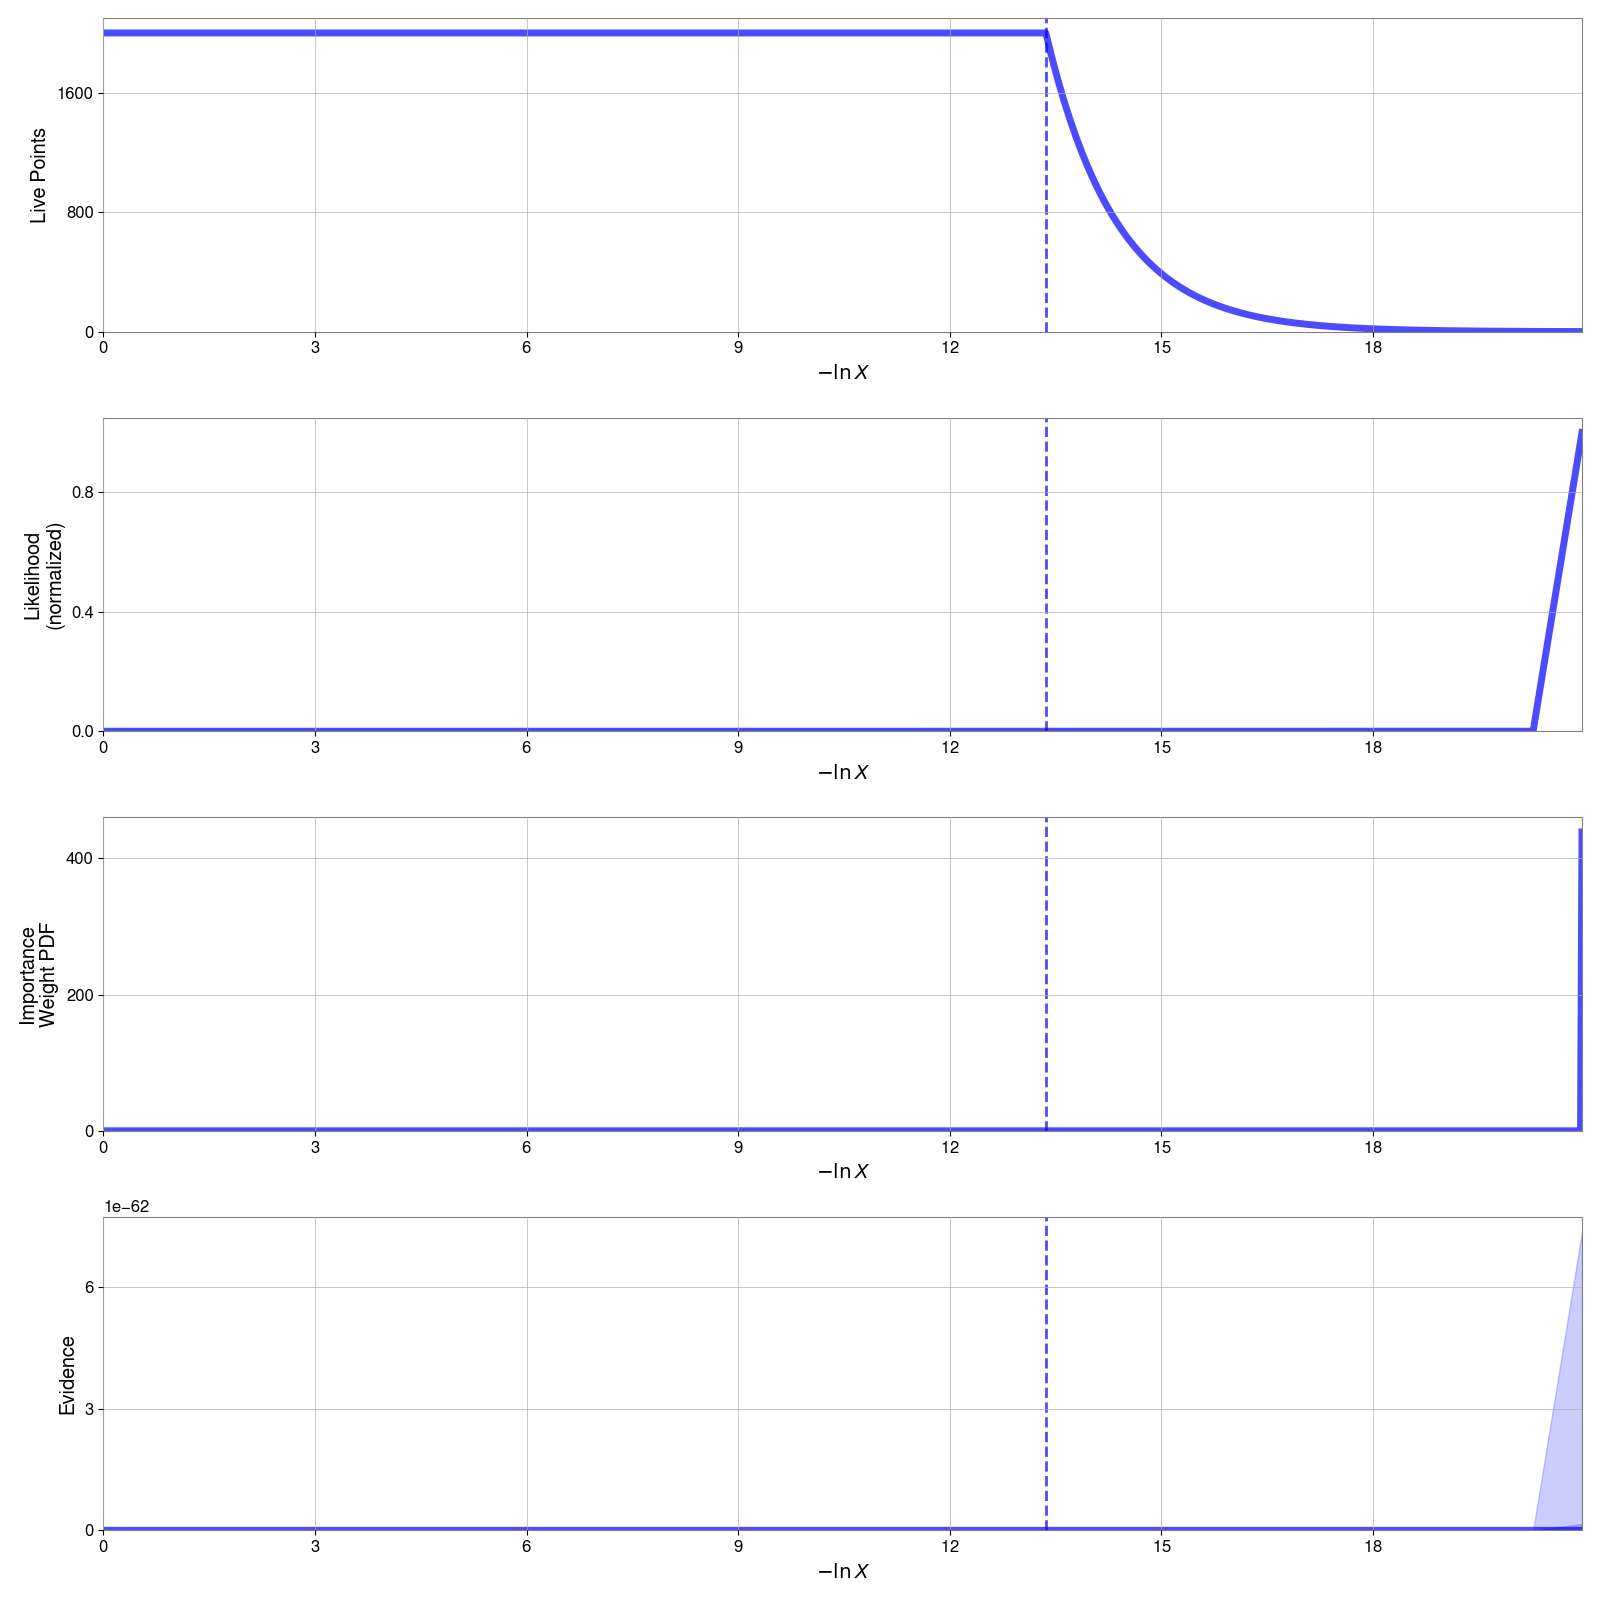 1600
800
0
Live Points
0 3 6 9 12 15 18
−ln X
0.8
0.4
0.0
Likelihood
(normalized)
0 3 6 9 12 15 18
−ln X
400
200
0
Importance
Weight PDF
0 3 6 9 12 15 18
−ln X
1e−62
6
3
0
Evidence
0 3 6 9 12 15 18
−ln X